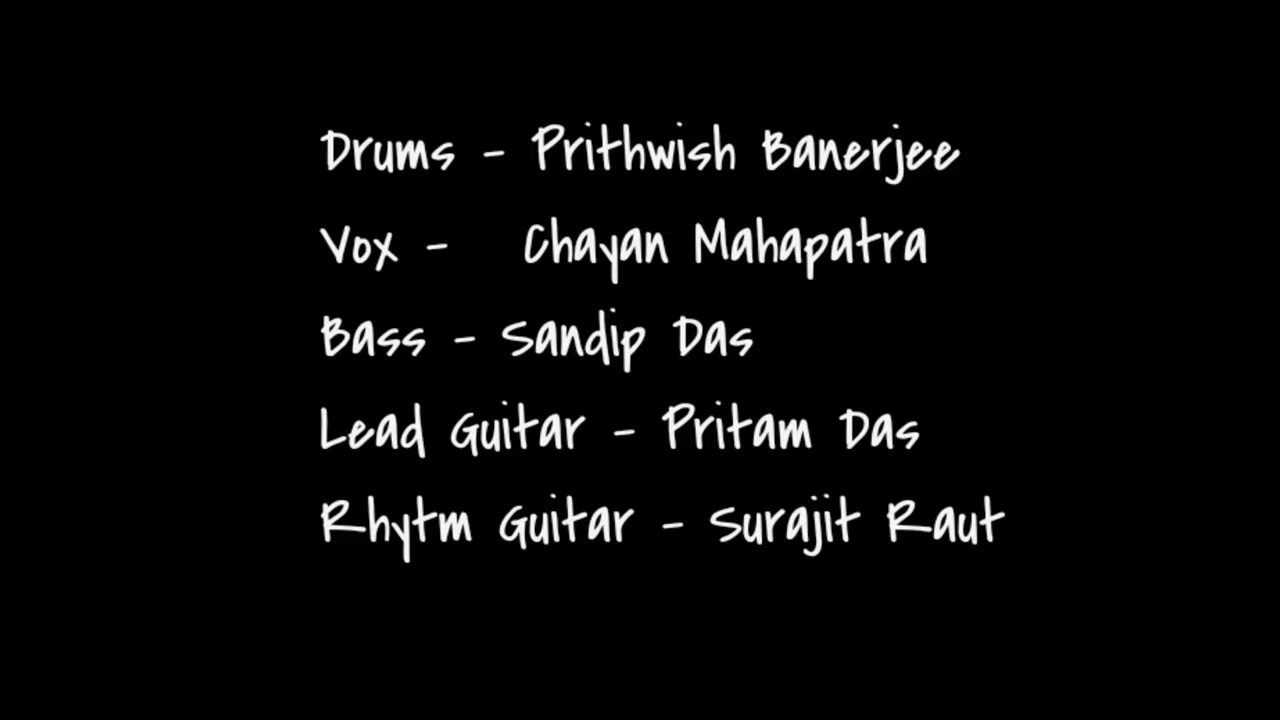 Drums - Prithwish Banerjee
Vox - Chayan Mahapatra
Bass - Sandip Das
Lead Guitar - Pritam Das
Rhytm Guitar - Surajit Raut